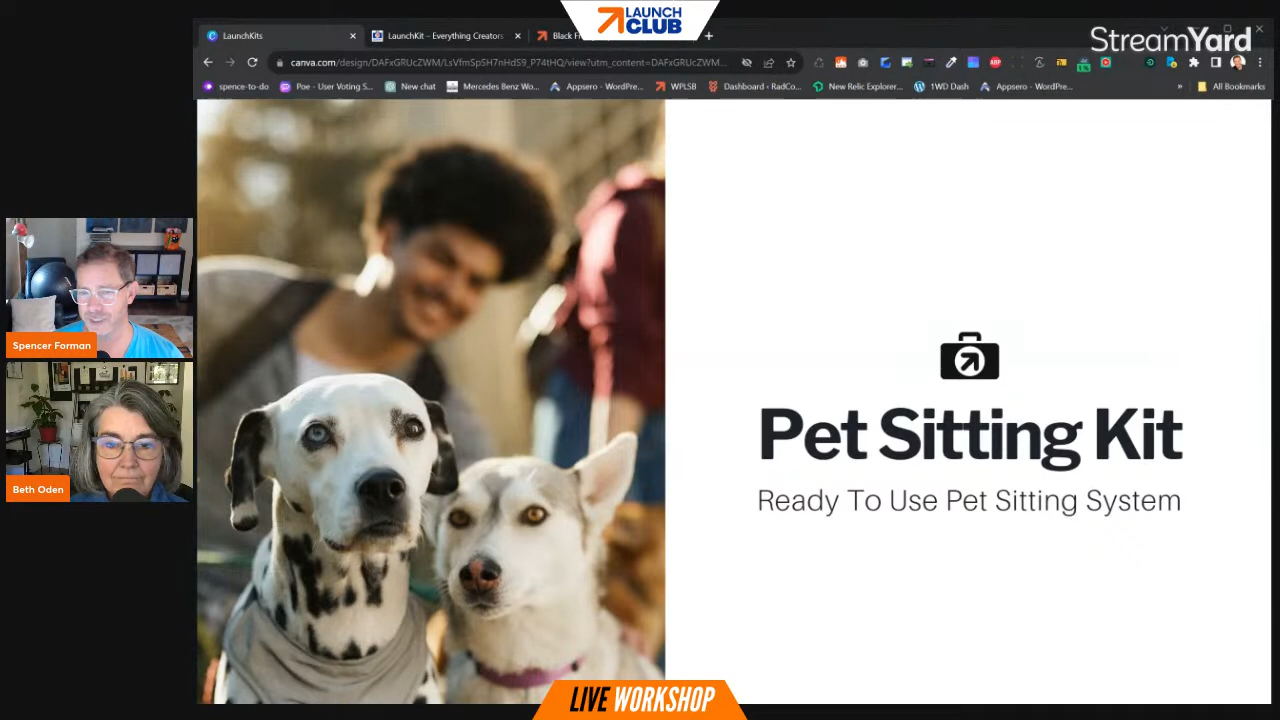 LAUNCH
CLUB
StreamYard
LaunchKits
LaunchKit – Everything Creators
Black Fr
canva.com/design/DAFxGRUcZWM/LsVfmSpSH7nHdS9_P74tHQ/view?utm_content=DAFxGRUcZWM...
spence-to-do
Poe - User Voting S...
New chat
Mercedes Benz Wo...
Appsero - WordPre...
WPLSB
Dashboard ‹ RadCo...
New Relic Explorer...
1WD Dash
Appsero - WordPre...
»
All Bookmarks
Pet Sitting Kit
Ready To Use Pet Sitting System
Spencer Forman
Beth Oden
LIVE WORKSHOP